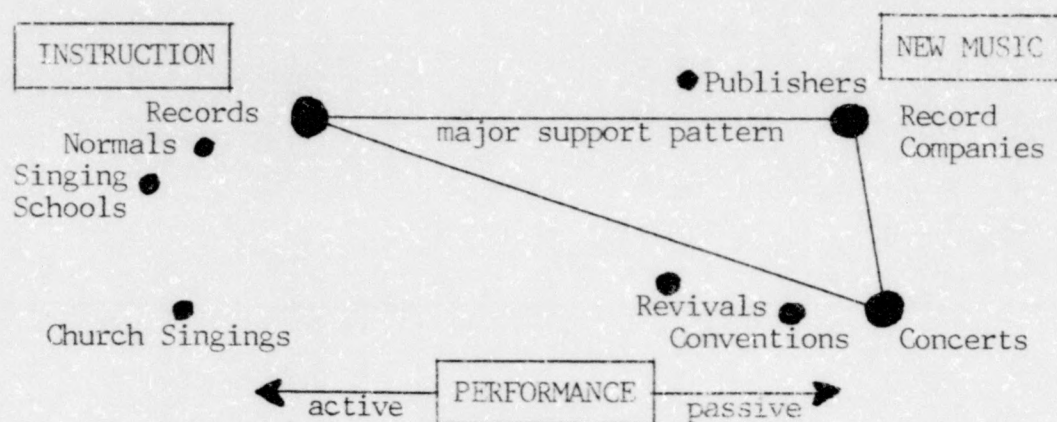 INSTRUCTION
NEW MUSIC
Publishers
Records
major support pattern
Record
Companies
Normals
Singing
Schools
Revivals
Church Singings
Conventions
Concerts
active
PERFORMANCE
passive